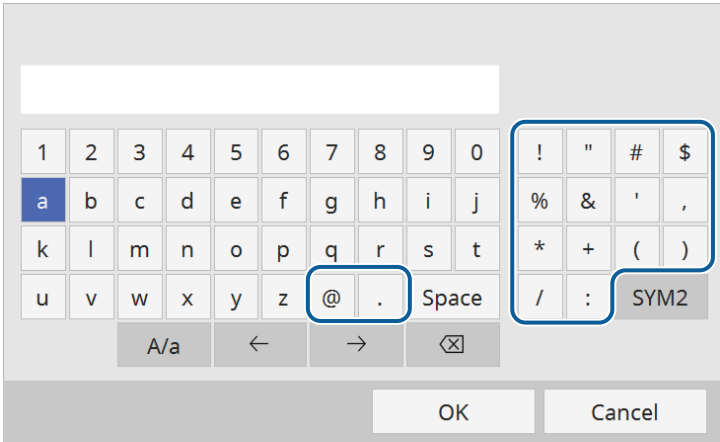 1 2 3 4 5 6 7 8 9 0 ! " # $
a b c d e f g h i j % & ' ,
k l m n o p q r s t * + ( )
u v w x y z @ . Space / : SYM2
A/a ← → ⌫
OK Cancel